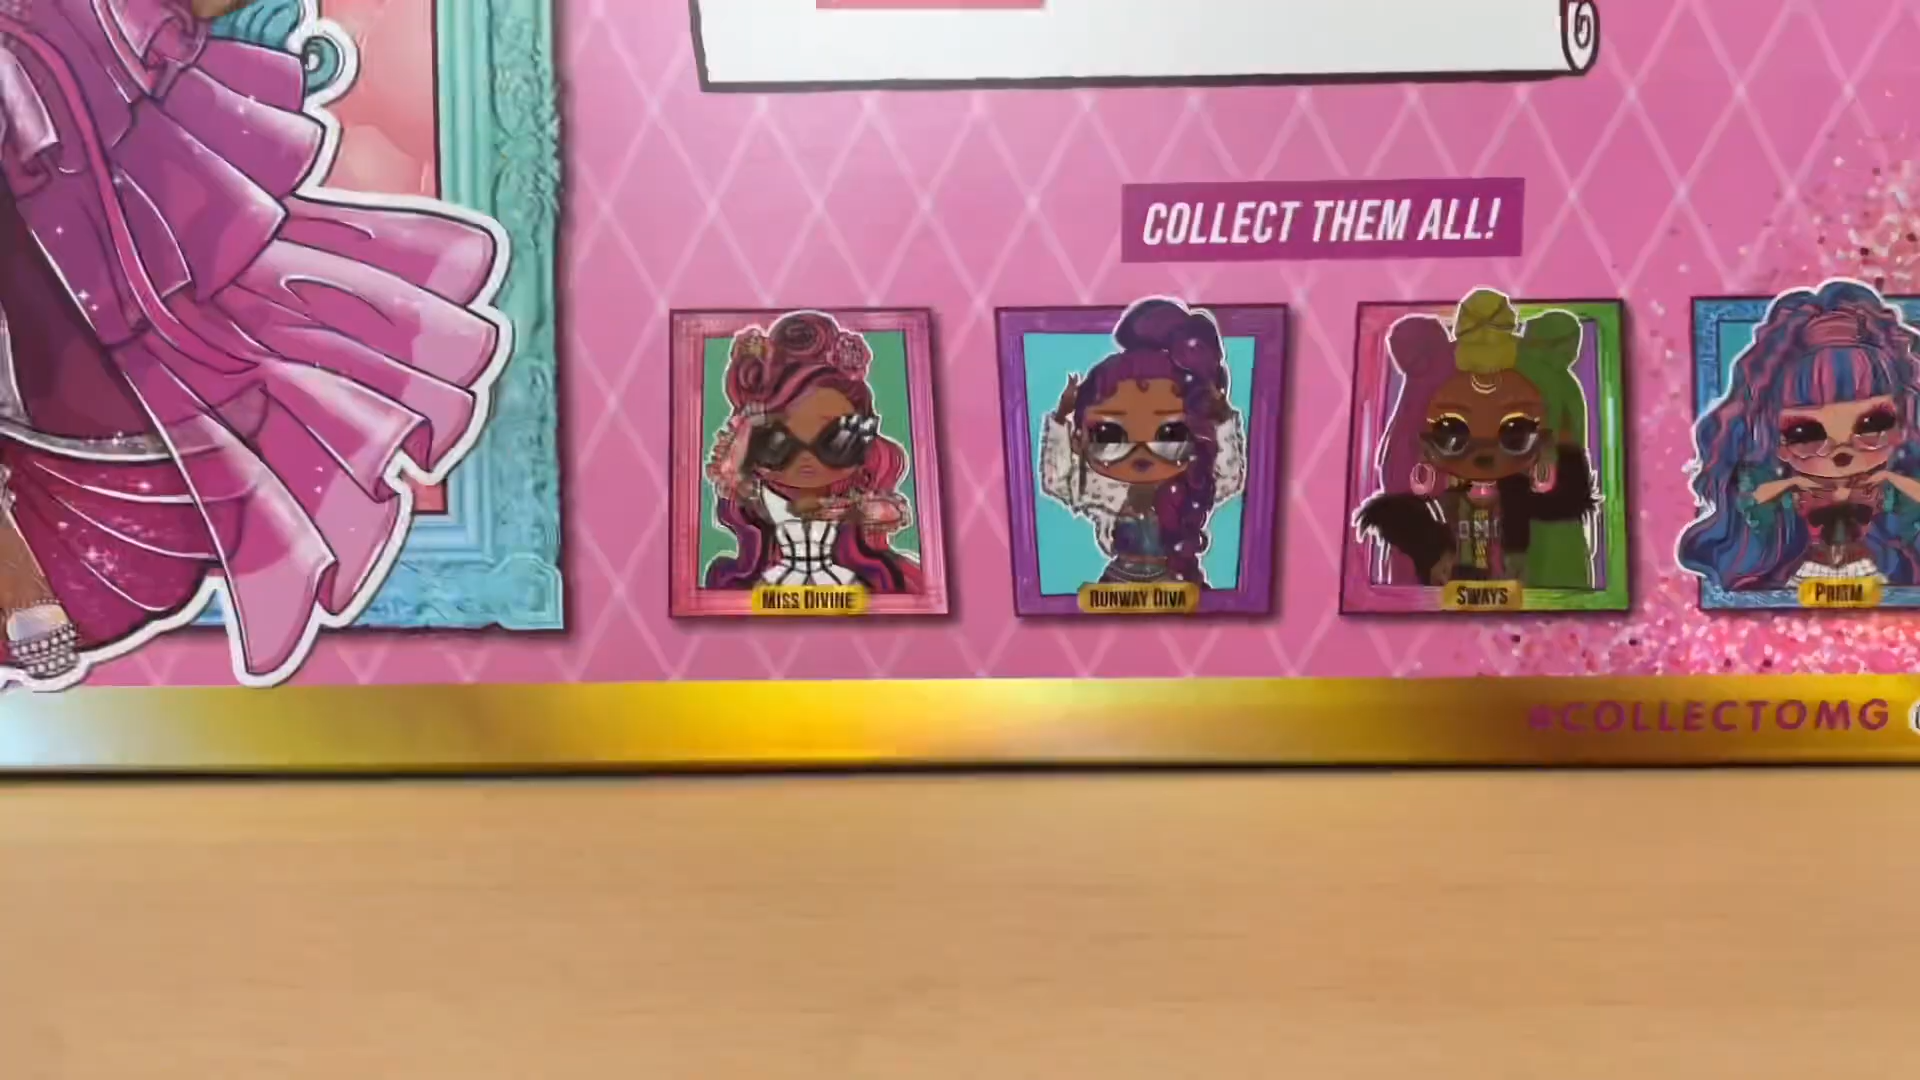 COLLECT THEM ALL!
MISS DIVINE
RUNWAY DIVA
SWAYS
PRISM
#COLLECTOMG